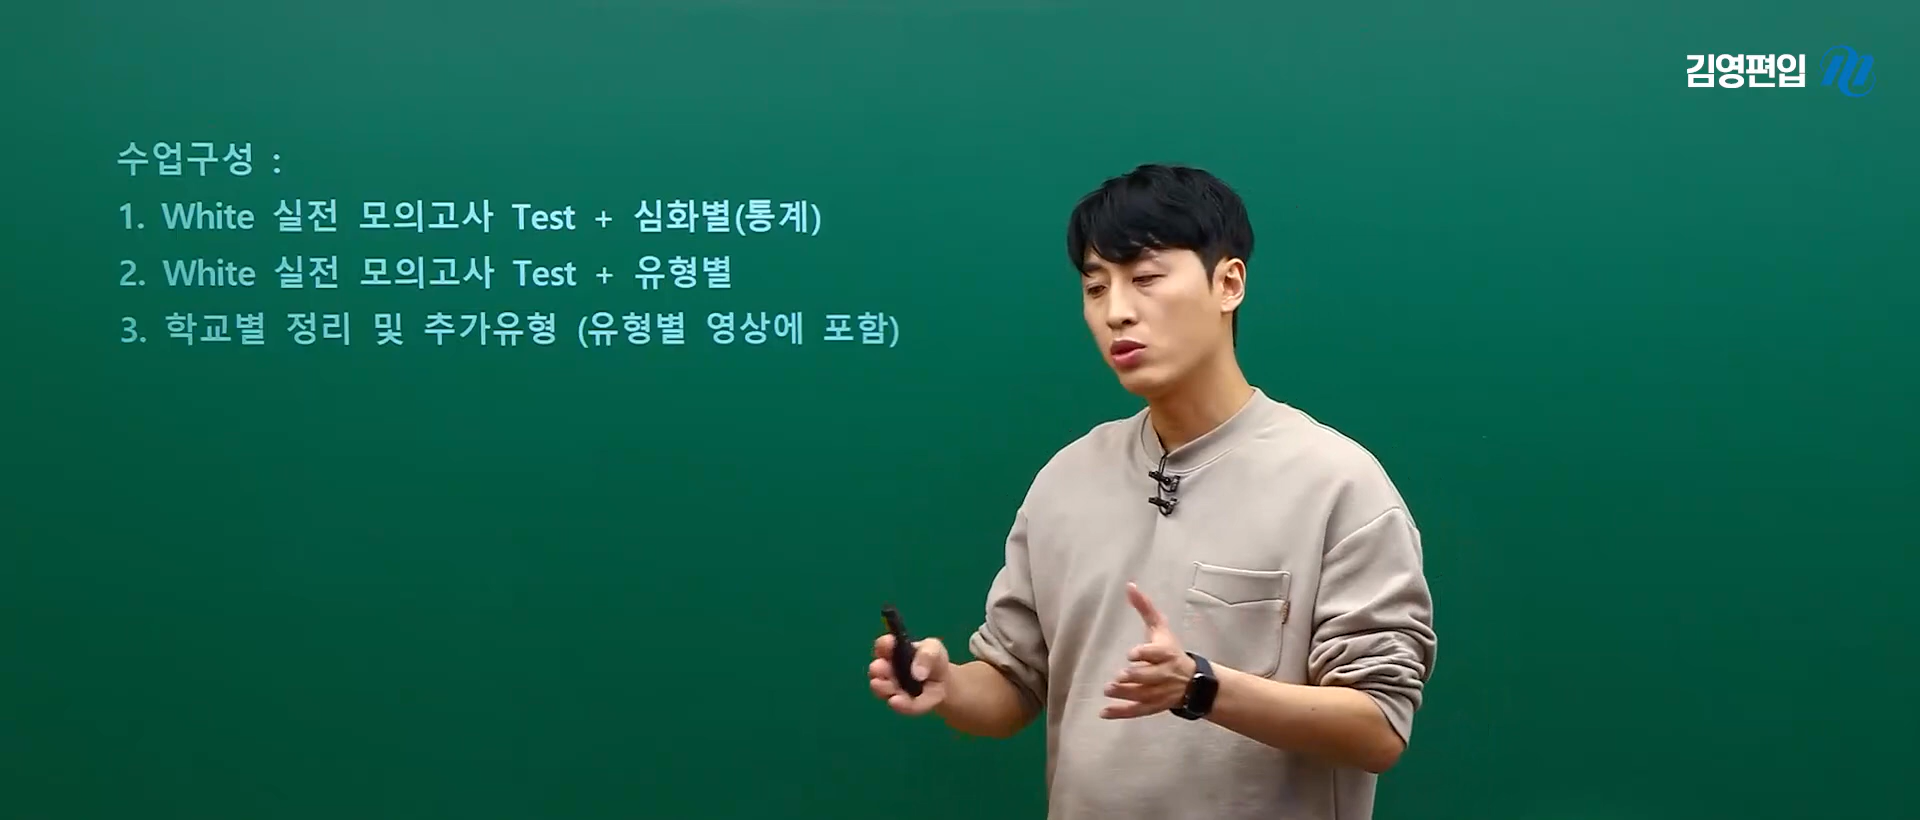 김영편입
수업구성 :
1. White 실전 모의고사 Test + 심화별(통계)
2. White 실전 모의고사 Test + 유형별
3. 학교별 정리 및 추가유형 (유형별 영상에 포함)